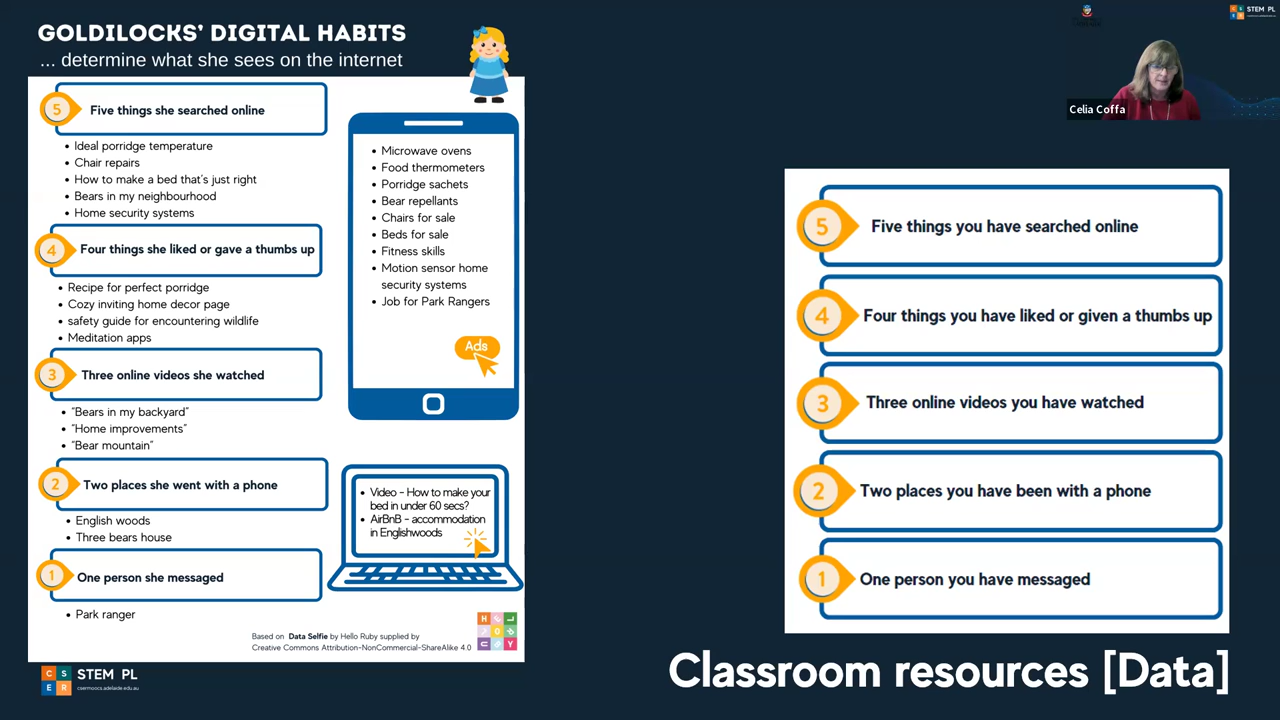 GOLDILOCKS' DIGITAL HABITS
... determine what she sees on the internet
5
Five things she searched online
Ideal porridge temperature
Chair repairs
How to make a bed that's just right
Bears in my neighbourhood
Home security systems
4
Four things she liked or gave a thumbs up
Recipe for perfect porridge
Cozy inviting home decor page
safety guide for encountering wildlife
Meditation apps
3
Three online videos she watched
"Bears in my backyard"
"Home improvements"
"Bear mountain"
2
Two places she went with a phone
English woods
Three bears house
1
One person she messaged
Park ranger
Microwave ovens
Food thermometers
Porridge sachets
Bear repellants
Chairs for sale
Beds for sale
Fitness skills
Motion sensor home
security systems
Job for Park Rangers
Ads
Video - How to make your
bed in under 60 secs?
AirBnB - accommodation
in Englishwoods
Based on Data Selfie by Hello Ruby supplied by
Creative Commons Attribution-NonCommercial-ShareAlike 4.0
C S
E R
STEM PL
csermoocs.adelaide.edu.au
C S
E R
STEM PL
Celia Coffa
5
Five things you have searched online
4
Four things you have liked or given a thumbs up
3
Three online videos you have watched
2
Two places you have been with a phone
1
One person you have messaged
Classroom resources [Data]